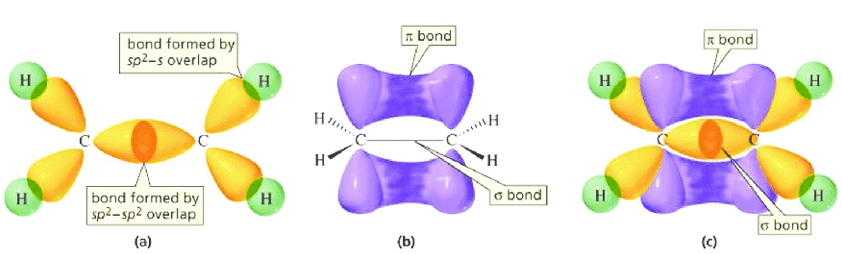 bond formed by
sp²–s overlap
H
H
C
C
H
H
bond formed by
sp²–sp² overlap
(a)
π bond
H
H
C
C
H
H
σ bond
(b)
π bond
H
H
C
C
H
H
σ bond
(c)